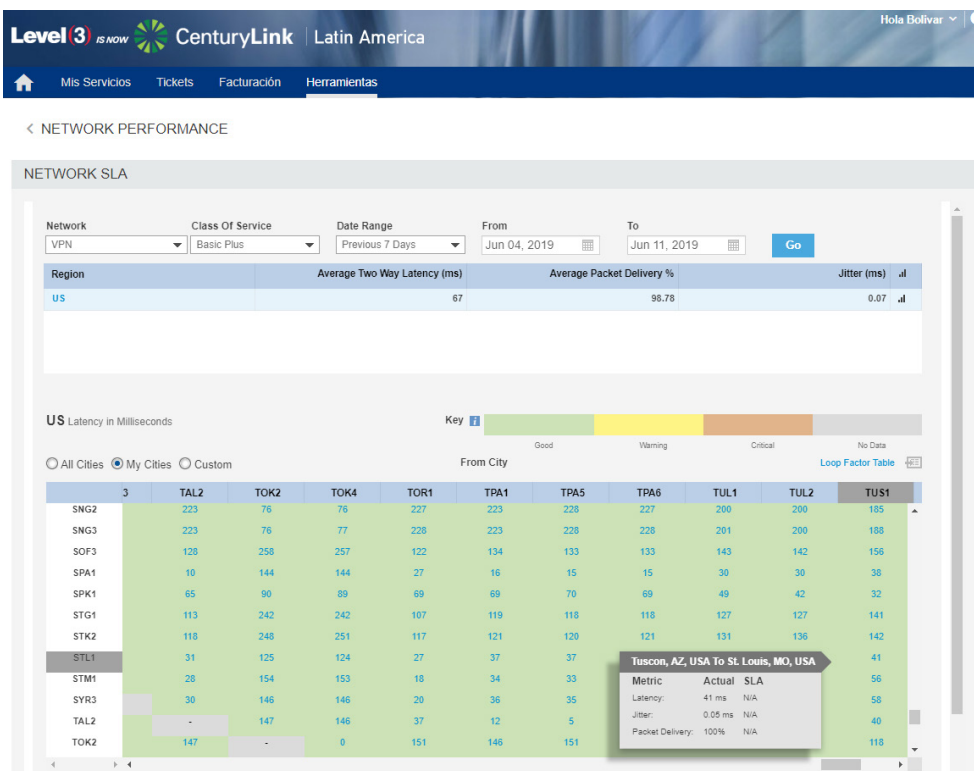 Hola Bolivar
Level(3) IS NOW CenturyLink | Latin America
Mis Servicios Tickets Facturación Herramientas
< NETWORK PERFORMANCE
NETWORK SLA
Network Class Of Service Date Range From To
VPN Basic Plus Previous 7 Days Jun 04, 2019 Jun 11, 2019 Go
Region Average Two Way Latency (ms) Average Packet Delivery % Jitter (ms)
US 67 98.78 0.07
US Latency in Milliseconds Key
Good Warning Critical No Data
All Cities My Cities Custom From City Loop Factor Table
3 TAL2 TOK2 TOK4 TOR1 TPA1 TPA5 TPA6 TUL1 TUL2 TUS1
SNG2 223 76 76 227 223 228 227 200 200 185
SNG3 223 76 77 228 223 228 228 201 200 188
SOF3 128 258 257 122 134 133 133 143 142 156
SPA1 10 144 144 27 16 15 15 30 30 38
SPK1 65 90 89 69 69 70 69 49 42 32
STG1 113 242 242 107 119 118 118 127 127 141
STK2 118 248 251 117 121 120 121 131 136 142
STL1 31 125 124 27 37 37 41
STM1 28 154 153 18 34 33 56
SYR3 30 146 146 20 36 35 58
TAL2 - 147 146 37 12 5 40
TOK2 147 - 0 151 146 151 118
Tuscon, AZ, USA To St. Louis, MO, USA
Metric Actual SLA
Latency: 41 ms N/A
Jitter: 0.05 ms N/A
Packet Delivery: 100% N/A